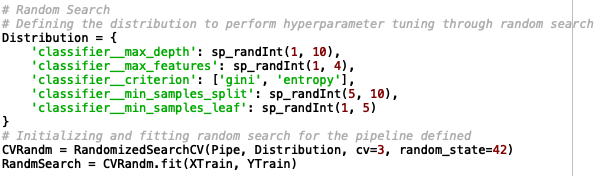 # Random Search
# Defining the distribution to perform hyperparameter tuning through random search
Distribution = {
    'classifier__max_depth': sp_randInt(1, 10),
    'classifier__max_features': sp_randInt(1, 4),
    'classifier__criterion': ['gini', 'entropy'],
    'classifier__min_samples_split': sp_randInt(5, 10),
    'classifier__min_samples_leaf': sp_randInt(1, 5)
}
# Initializing and fitting random search for the pipeline defined
CVRandm = RandomizedSearchCV(Pipe, Distribution, cv=3, random_state=42)
RandmSearch = CVRandm.fit(XTrain, YTrain)